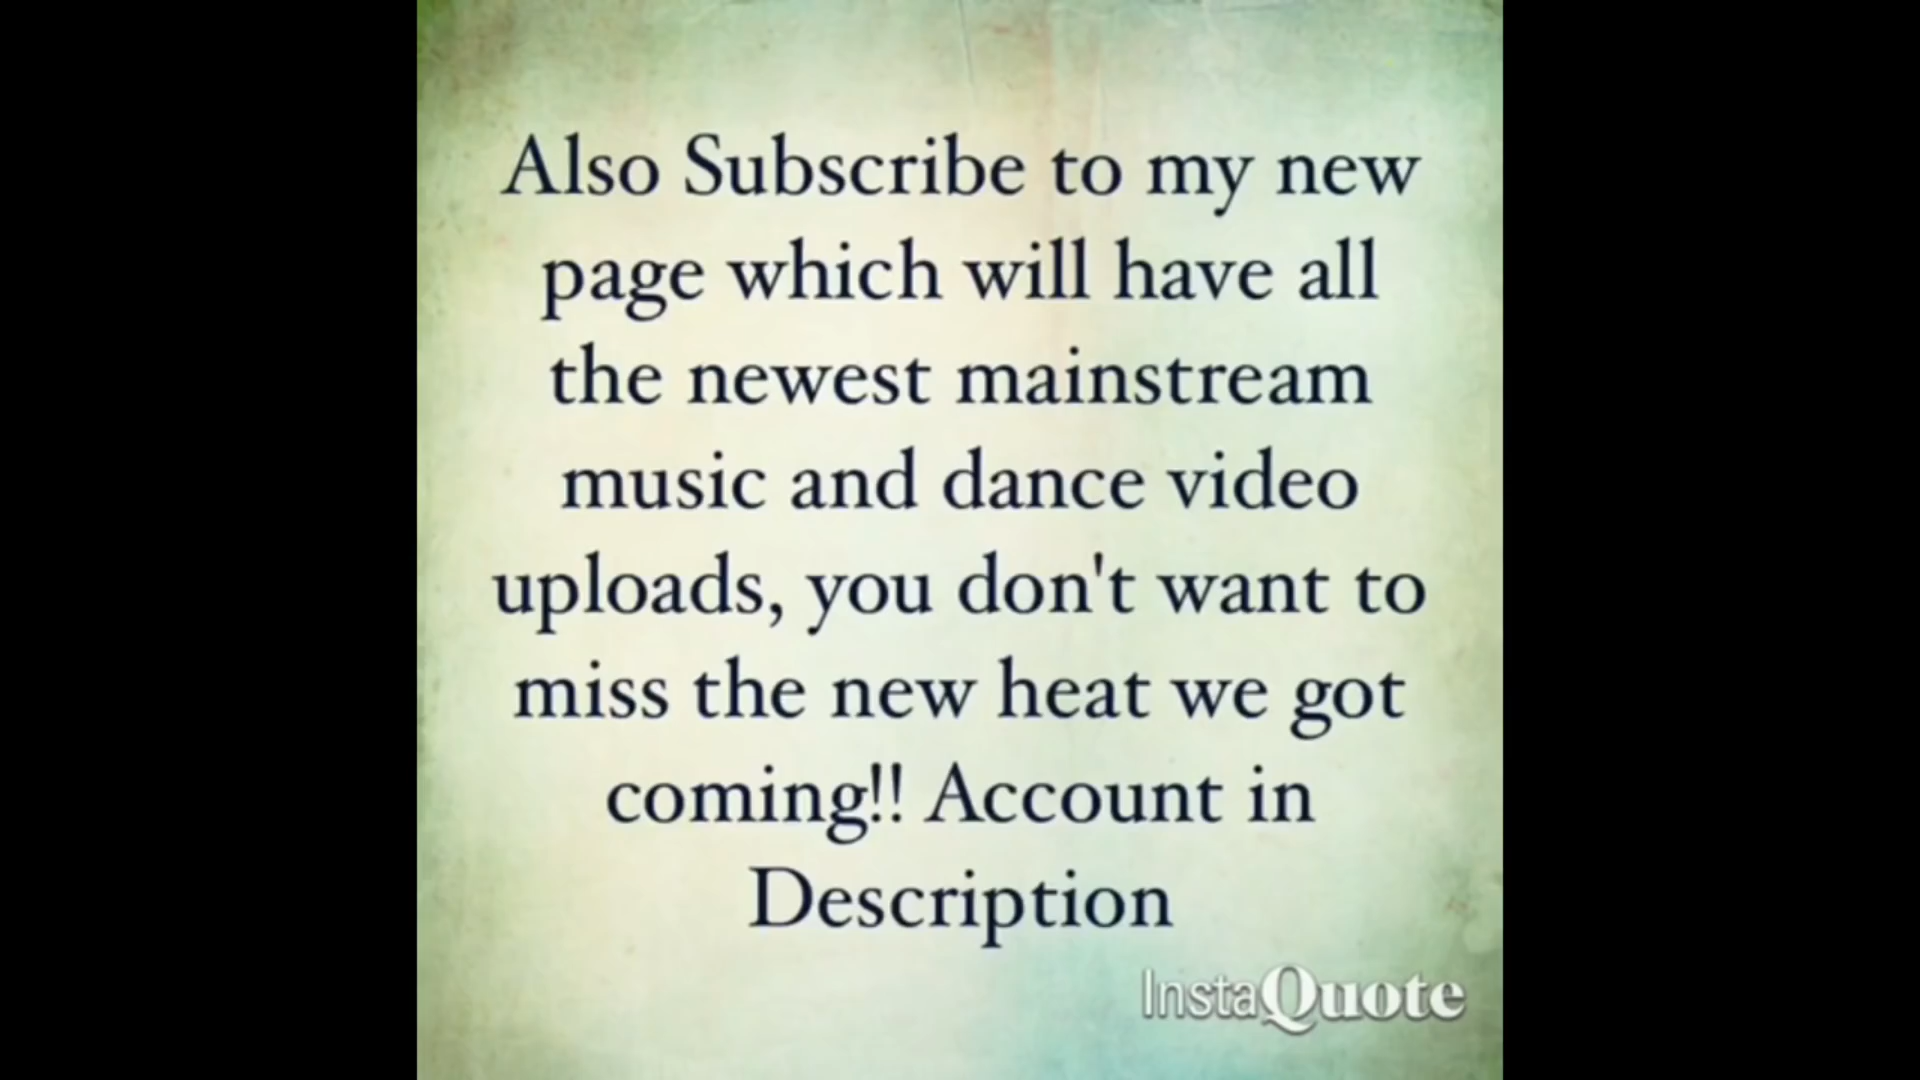 Also Subscribe to my new
page which will have all
the newest mainstream
music and dance video
uploads, you don't want to
miss the new heat we got
coming!! Account in
Description
InstaQuote